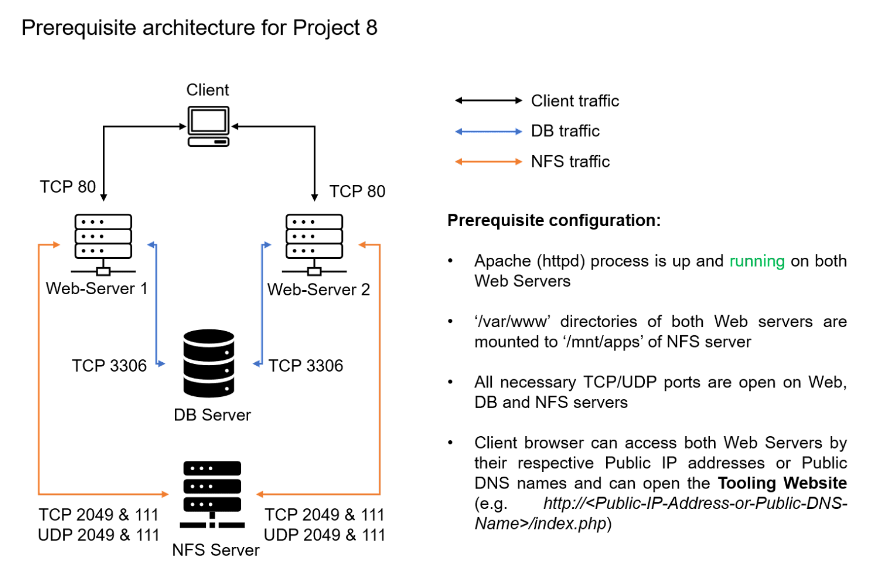 Prerequisite architecture for Project 8
Client
TCP 80
TCP 80
Web-Server 1
Web-Server 2
TCP 3306
TCP 3306
DB Server
TCP 2049 & 111
UDP 2049 & 111
TCP 2049 & 111
UDP 2049 & 111
NFS Server
Client traffic
DB traffic
NFS traffic
Prerequisite configuration:
• Apache (httpd) process is up and running on both
Web Servers
• ‘/var/www’ directories of both Web servers are
mounted to ‘/mnt/apps’ of NFS server
• All necessary TCP/UDP ports are open on Web,
DB and NFS servers
• Client browser can access both Web Servers by
their respective Public IP addresses or Public
DNS names and can open the Tooling Website
(e.g. http://<Public-IP-Address-or-Public-DNS-
Name>/index.php)